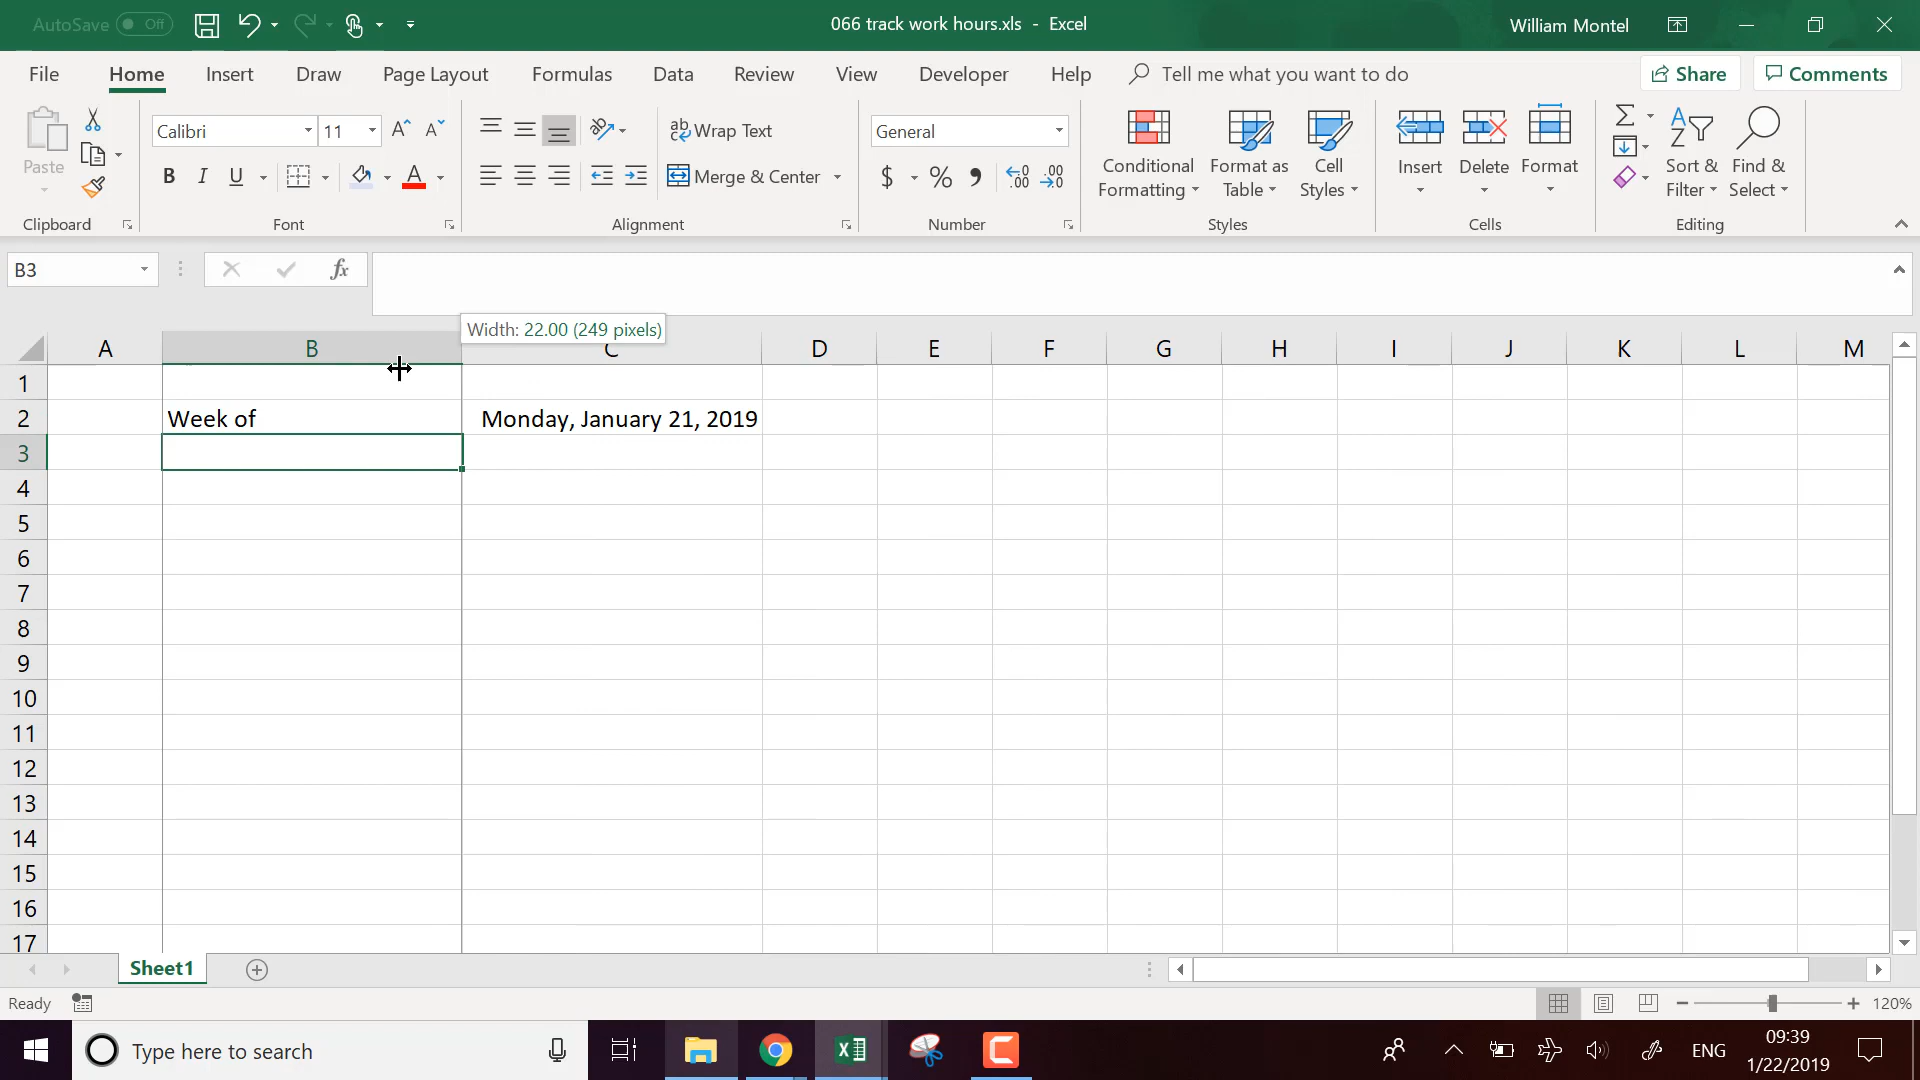 AutoSave Off
066 track work hours.xls - Excel
William Montel
File Home Insert Draw Page Layout Formulas Data Review View Developer Help Tell me what you want to do Share Comments
Paste
Calibri 11
B I U A
Wrap Text
Merge & Center
General
$ % ,
Conditional Formatting
Format as Table
Cell Styles
Insert Delete Format
Sort & Filter
Find & Select
Clipboard Font Alignment Number Styles Cells Editing
B3 fx
Width: 22.00 (249 pixels)
A B C D E F G H I J K L M
1
2 Week of Monday, January 21, 2019
3
4
5
6
7
8
9
10
11
12
13
14
15
16
17
Sheet1
Ready 120%
Type here to search
ENG
09:39
1/22/2019